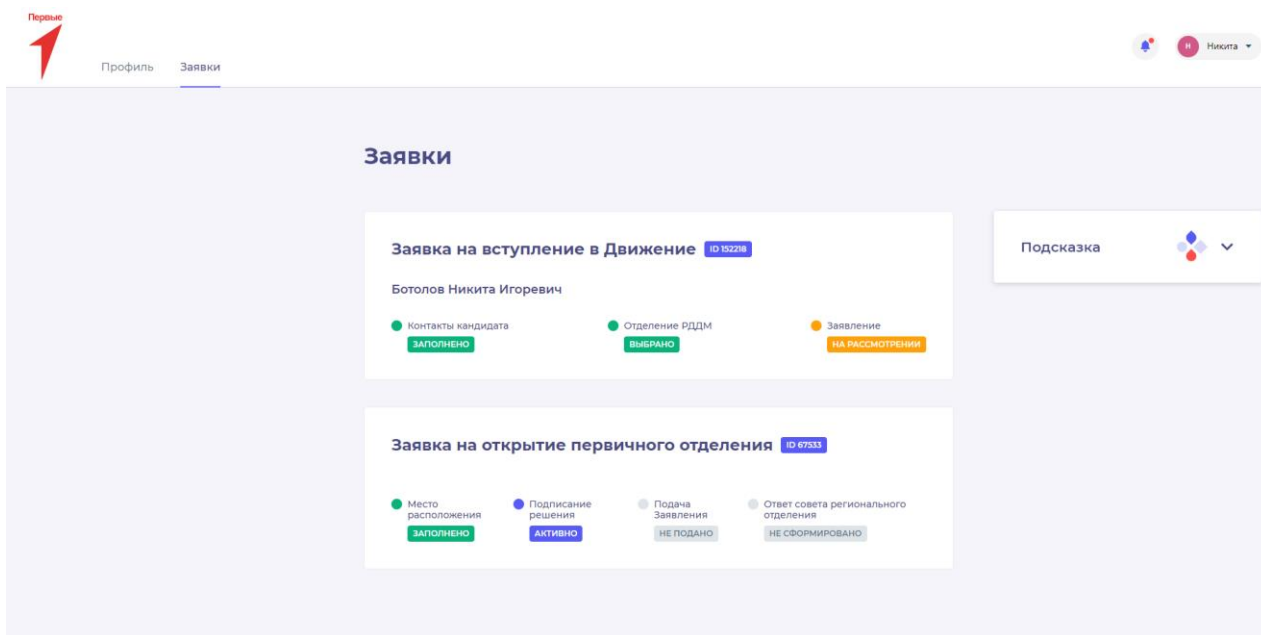 Первые
Профиль
Заявки
Н
Никита
Заявки
Заявка на вступление в Движение ID 152218
Ботолов Никита Игоревич
Контакты кандидата
ЗАПОЛНЕНО
Отделение РДДМ
ВЫБРАНО
Заявление
НА РАССМОТРЕНИИ
Подсказка
Заявка на открытие первичного отделения ID 67533
Место
расположения
ЗАПОЛНЕНО
Подписание
решения
АКТИВНО
Подача
Заявления
НЕ ПОДАНО
Ответ совета регионального
отделения
НЕ СФОРМИРОВАНО